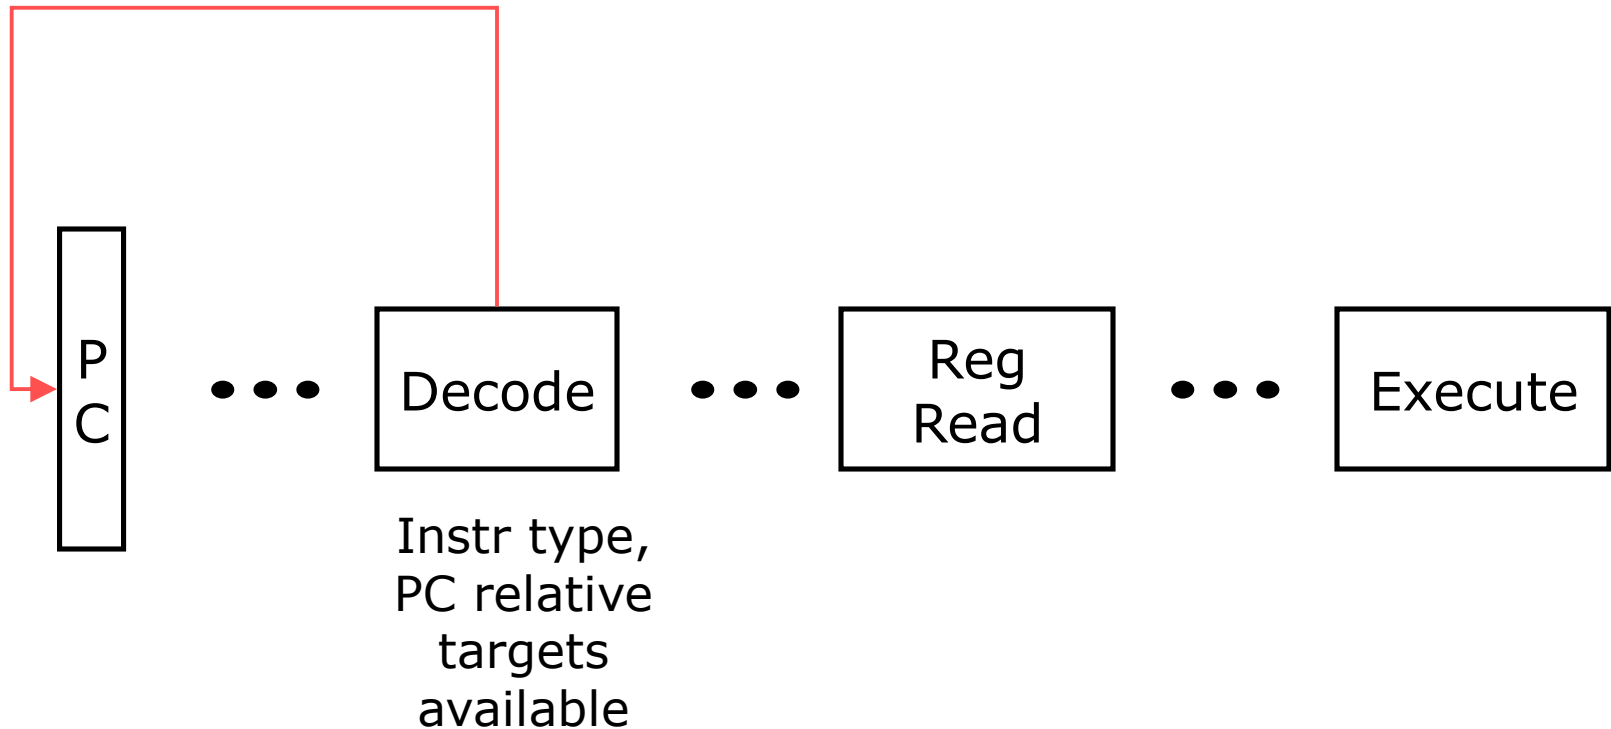 P
C
Decode
Reg
Read
Execute
Instr type,
PC relative
targets
available